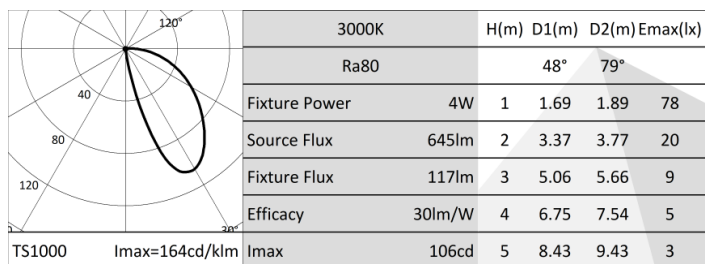 120°
40
80
120
30°
TS1000 Imax=164cd/klm
3000K H(m) D1(m) D2(m) Emax(lx)
Ra80 48° 79°
Fixture Power 4W 1 1.69 1.89 78
Source Flux 645lm 2 3.37 3.77 20
Fixture Flux 117lm 3 5.06 5.66 9
Efficacy 30lm/W 4 6.75 7.54 5
Imax 106cd 5 8.43 9.43 3